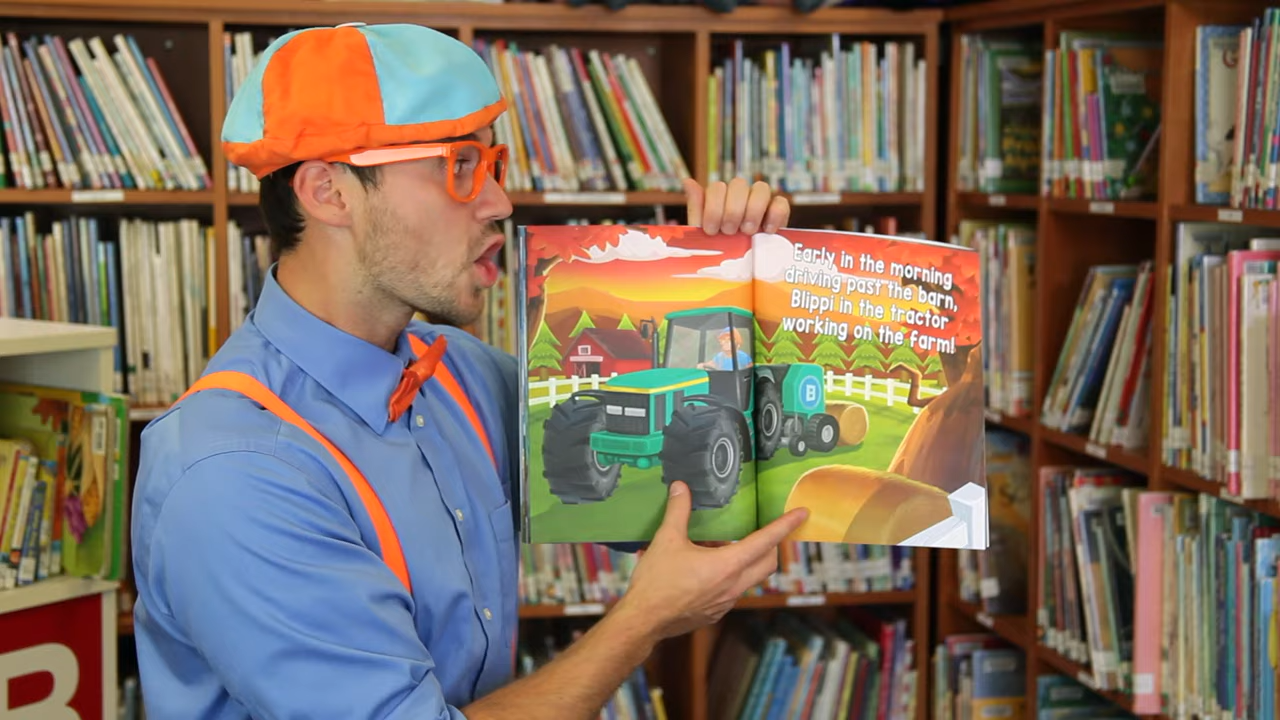 Early in the morning
driving past the barn,
Blippi in the tractor
working on the farm!
B
B